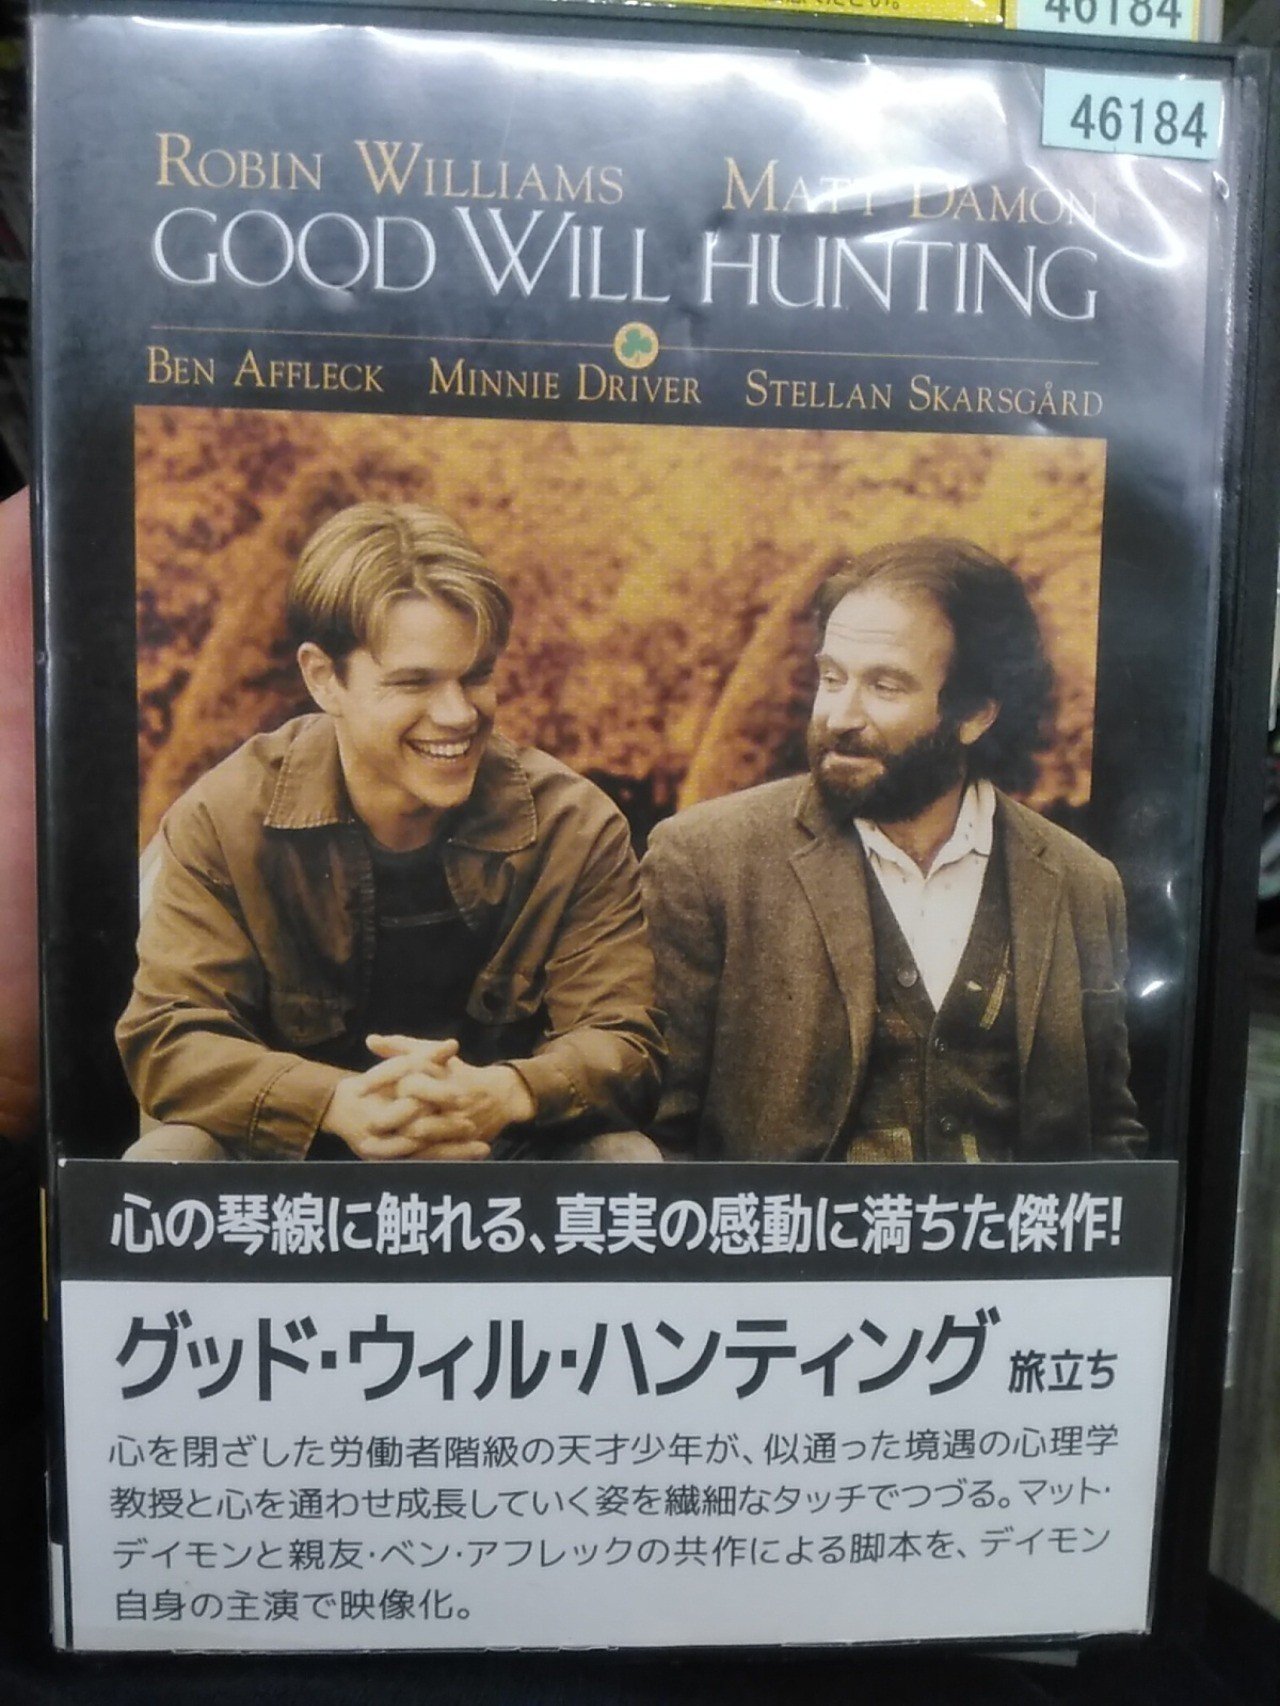 46184
46184
ROBIN WILLIAMS MATT DAMON
GOOD WILL HUNTING
BEN AFFLECK MINNIE DRIVER STELLAN SKARSGÅRD
心の琴線に触れる、真実の感動に満ちた傑作!
グッド・ウィル・ハンティング 旅立ち
心を閉ざした労働者階級の天才少年が、似通った境遇の心理学
教授と心を通わせ成長していく姿を繊細なタッチでつづる。マット・
デイモンと親友・ベン・アフレックの共作による脚本を、デイモン
自身の主演で映像化。